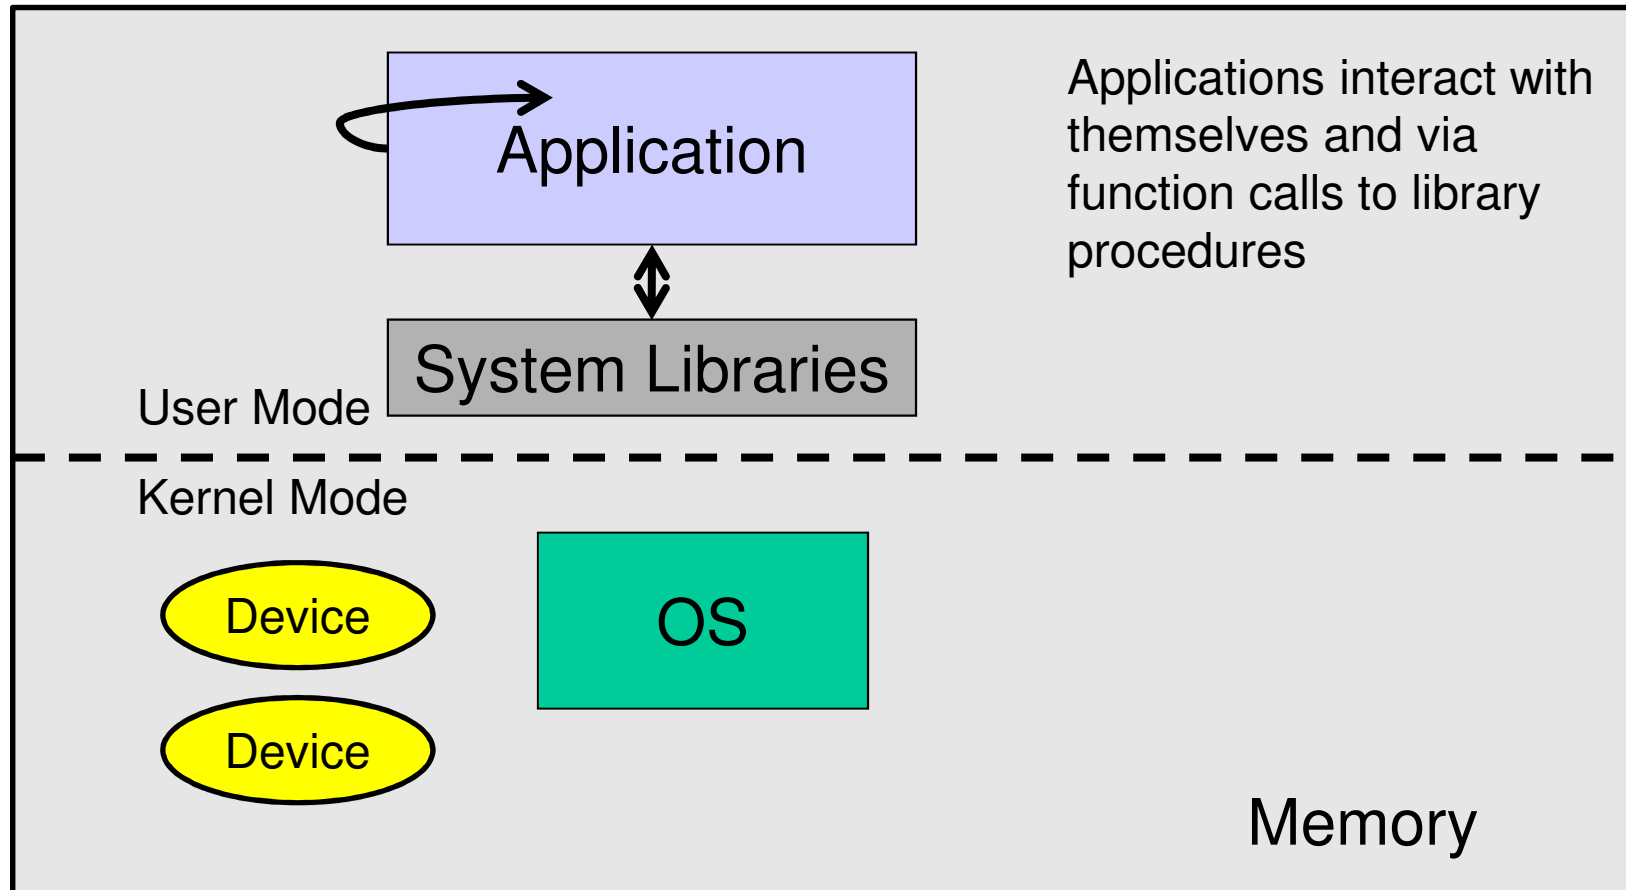 Application
Applications interact with
themselves and via
function calls to library
procedures
System Libraries
User Mode
Kernel Mode
Device
OS
Device
Memory